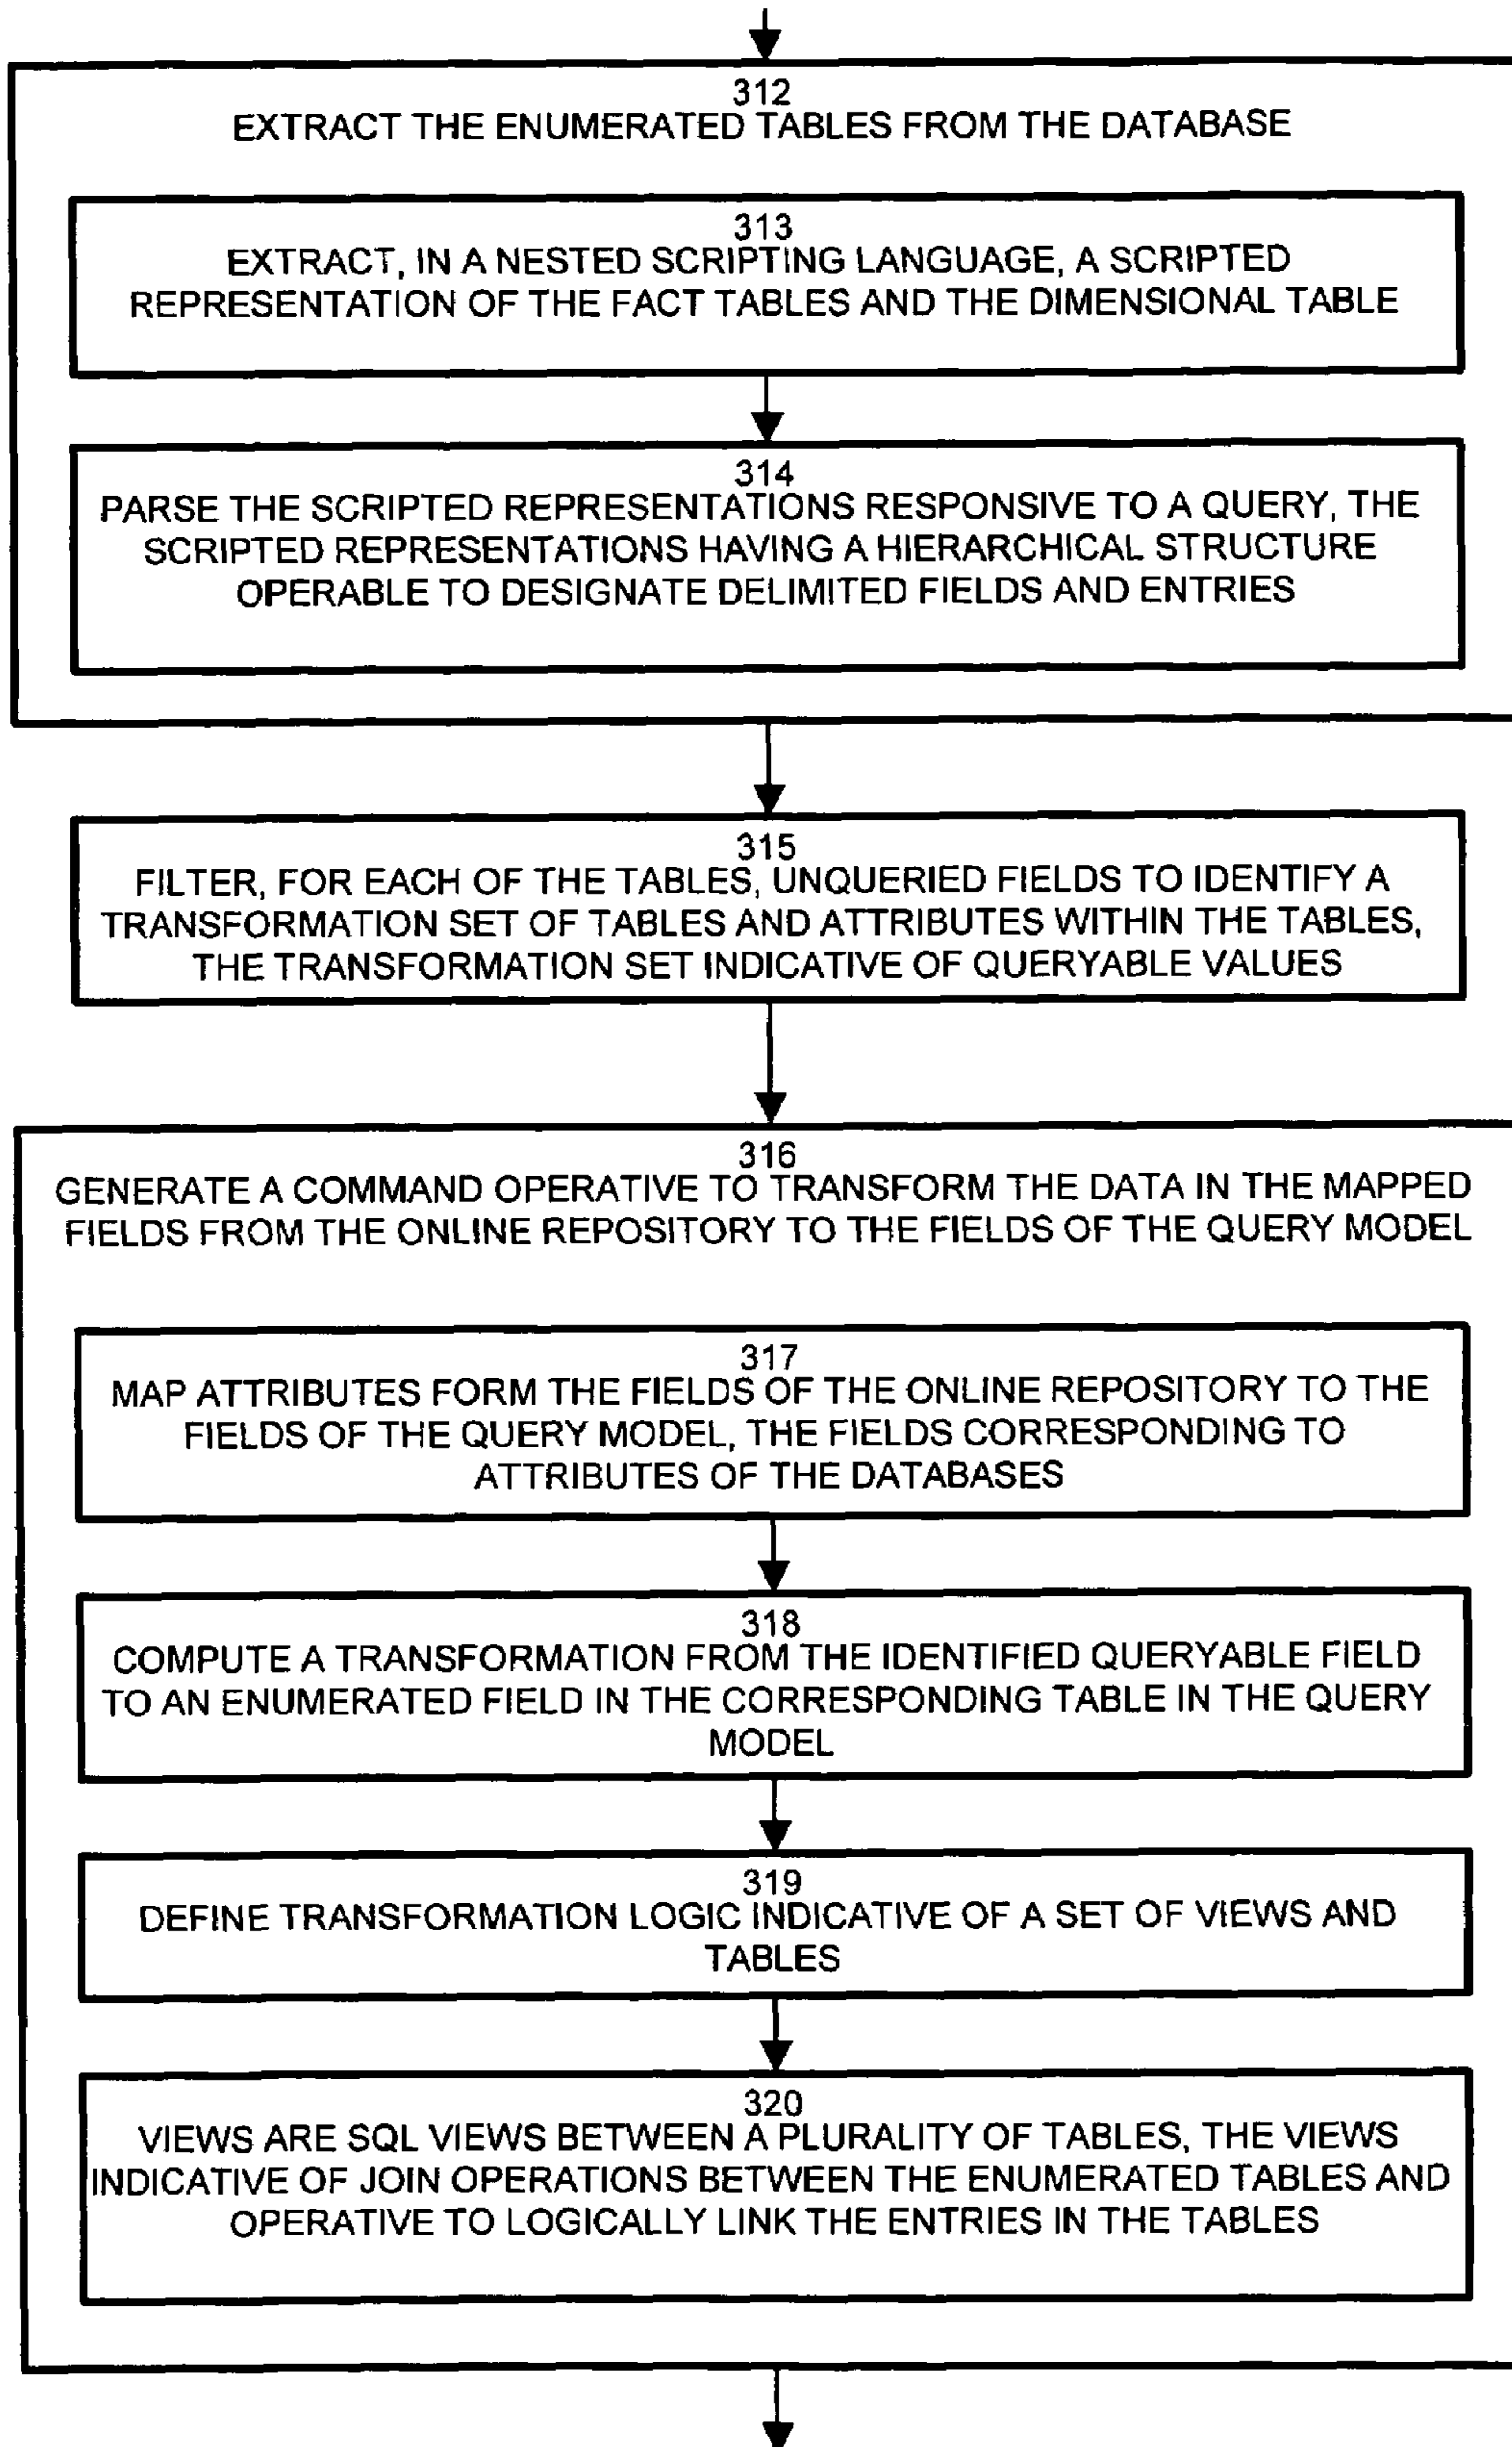 312
EXTRACT THE ENUMERATED TABLES FROM THE DATABASE
313
EXTRACT, IN A NESTED SCRIPTING LANGUAGE, A SCRIPTED
REPRESENTATION OF THE FACT TABLES AND THE DIMENSIONAL TABLE
314
PARSE THE SCRIPTED REPRESENTATIONS RESPONSIVE TO A QUERY, THE
SCRIPTED REPRESENTATIONS HAVING A HIERARCHICAL STRUCTURE
OPERABLE TO DESIGNATE DELIMITED FIELDS AND ENTRIES
315
FILTER, FOR EACH OF THE TABLES, UNQUERIED FIELDS TO IDENTIFY A
TRANSFORMATION SET OF TABLES AND ATTRIBUTES WITHIN THE TABLES,
THE TRANSFORMATION SET INDICATIVE OF QUERYABLE VALUES
316
GENERATE A COMMAND OPERATIVE TO TRANSFORM THE DATA IN THE MAPPED
FIELDS FROM THE ONLINE REPOSITORY TO THE FIELDS OF THE QUERY MODEL
317
MAP ATTRIBUTES FORM THE FIELDS OF THE ONLINE REPOSITORY TO THE
FIELDS OF THE QUERY MODEL, THE FIELDS CORRESPONDING TO
ATTRIBUTES OF THE DATABASES
318
COMPUTE A TRANSFORMATION FROM THE IDENTIFIED QUERYABLE FIELD
TO AN ENUMERATED FIELD IN THE CORRESPONDING TABLE IN THE QUERY
MODEL
319
DEFINE TRANSFORMATION LOGIC INDICATIVE OF A SET OF VIEWS AND
TABLES
320
VIEWS ARE SQL VIEWS BETWEEN A PLURALITY OF TABLES, THE VIEWS
INDICATIVE OF JOIN OPERATIONS BETWEEN THE ENUMERATED TABLES AND
OPERATIVE TO LOGICALLY LINK THE ENTRIES IN THE TABLES